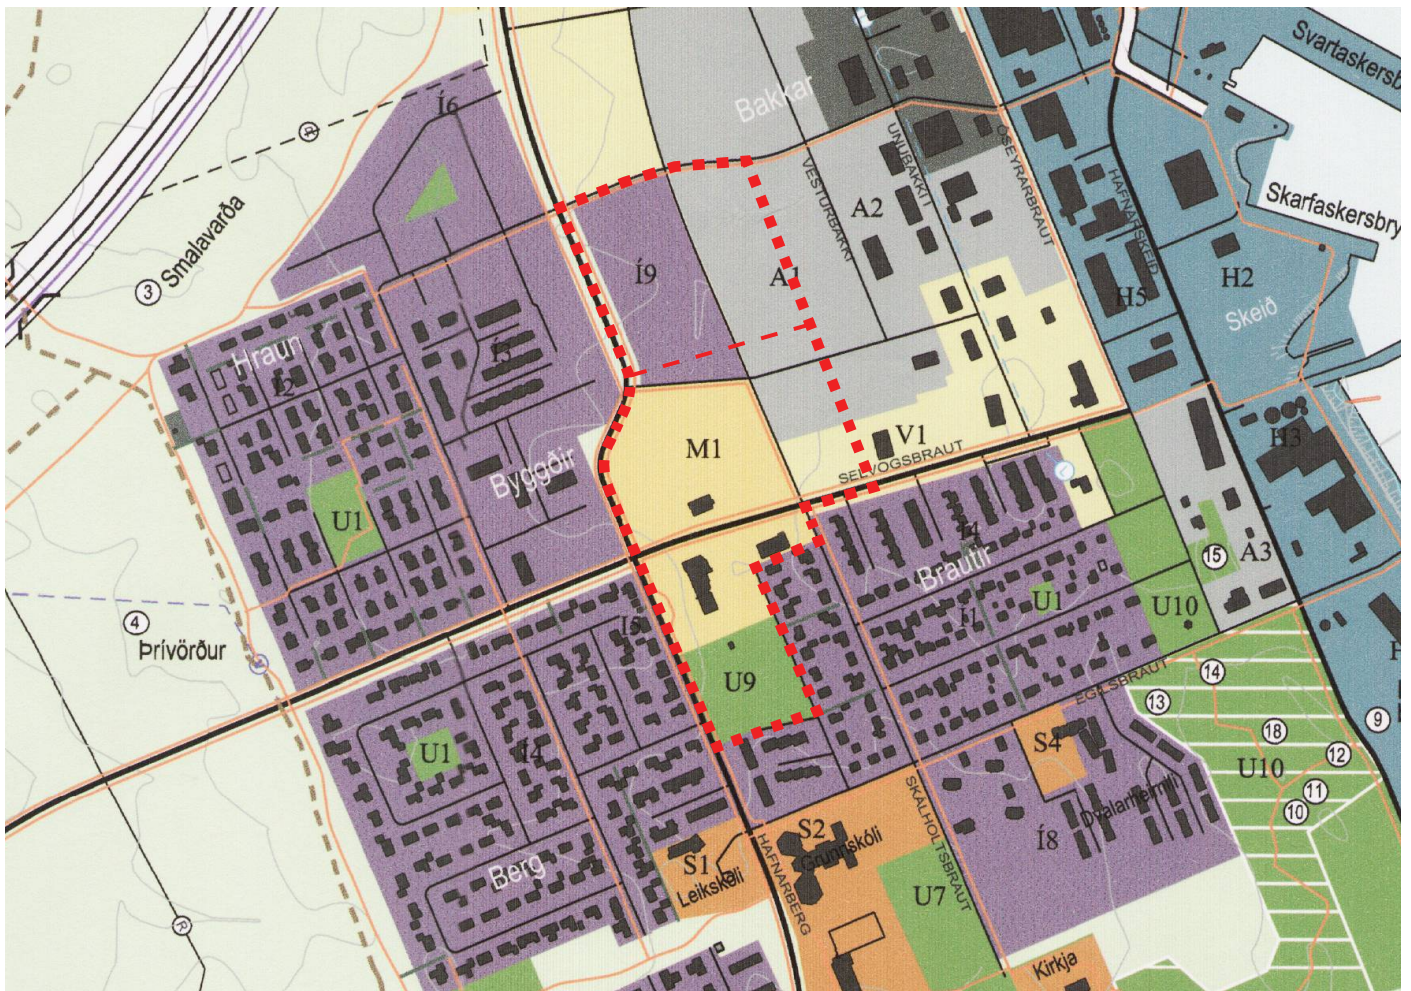 Svartaskersb
Í6
Bakkar
Smalavarða
3
VESTURBAKKI
UNUBAKKI
ÓSEYRARBRAUT
HAFNARSKEIÐ
A2
Skarfaskersbry
Í9
A1
H5
H2
Skeið
Hraun
Í2
Í3
M1
V1
SELVOGSBRAUT
H3
Byggðir
U1
Í4
Brautir
A3
15
4
Þrívörður
Í5
Í1
U1
U10
U9
EGILSBRAUT
14
13
U1
Í4
S4
18
9
12
U10
11
10
Dvalarheimili
SKÁLHOLTSBRAUT
Í8
S2
Grunnskóli
S1
Leikskóli
HAFNARBERG
Berg
U7
R
Kirkja
H